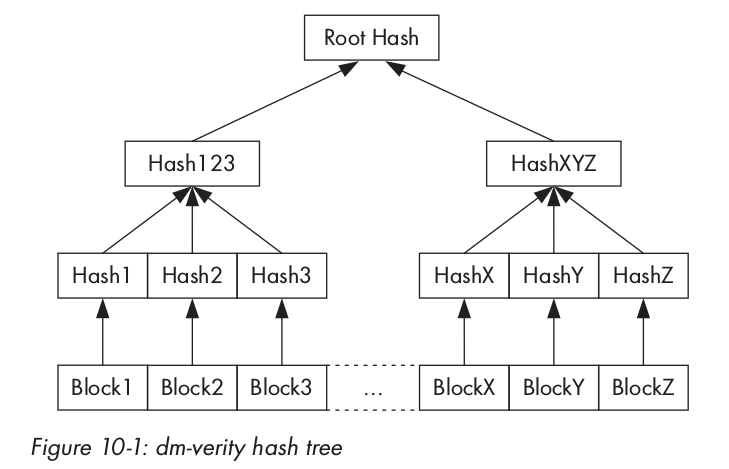 Root Hash
Hash123 HashXYZ
Hash1 Hash2 Hash3 HashX HashY HashZ
Block1 Block2 Block3 ... BlockX BlockY BlockZ
Figure 10-1: dm-verity hash tree